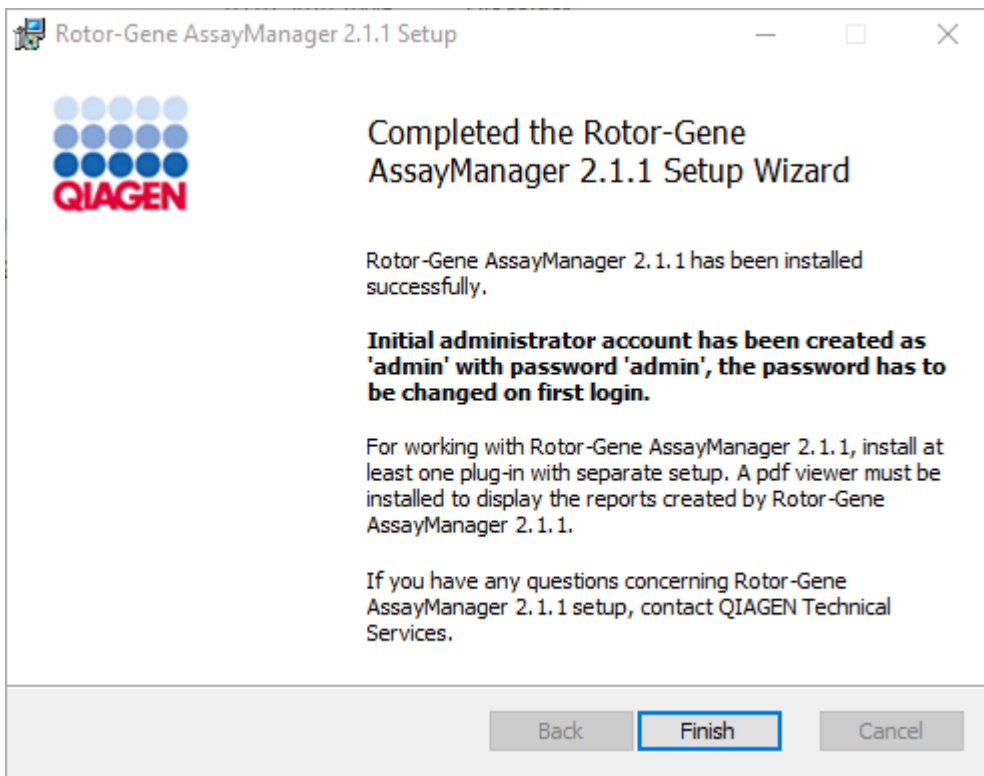 Rotor-Gene AssayManager 2.1.1 Setup
QIAGEN
Completed the Rotor-Gene
AssayManager 2.1.1 Setup Wizard
Rotor-Gene AssayManager 2.1.1 has been installed
successfully.
Initial administrator account has been created as
'admin' with password 'admin', the password has to
be changed on first login.
For working with Rotor-Gene AssayManager 2.1.1, install at
least one plug-in with separate setup. A pdf viewer must be
installed to display the reports created by Rotor-Gene
AssayManager 2.1.1.
If you have any questions concerning Rotor-Gene
AssayManager 2.1.1 setup, contact QIAGEN Technical
Services.
Back
Finish
Cancel